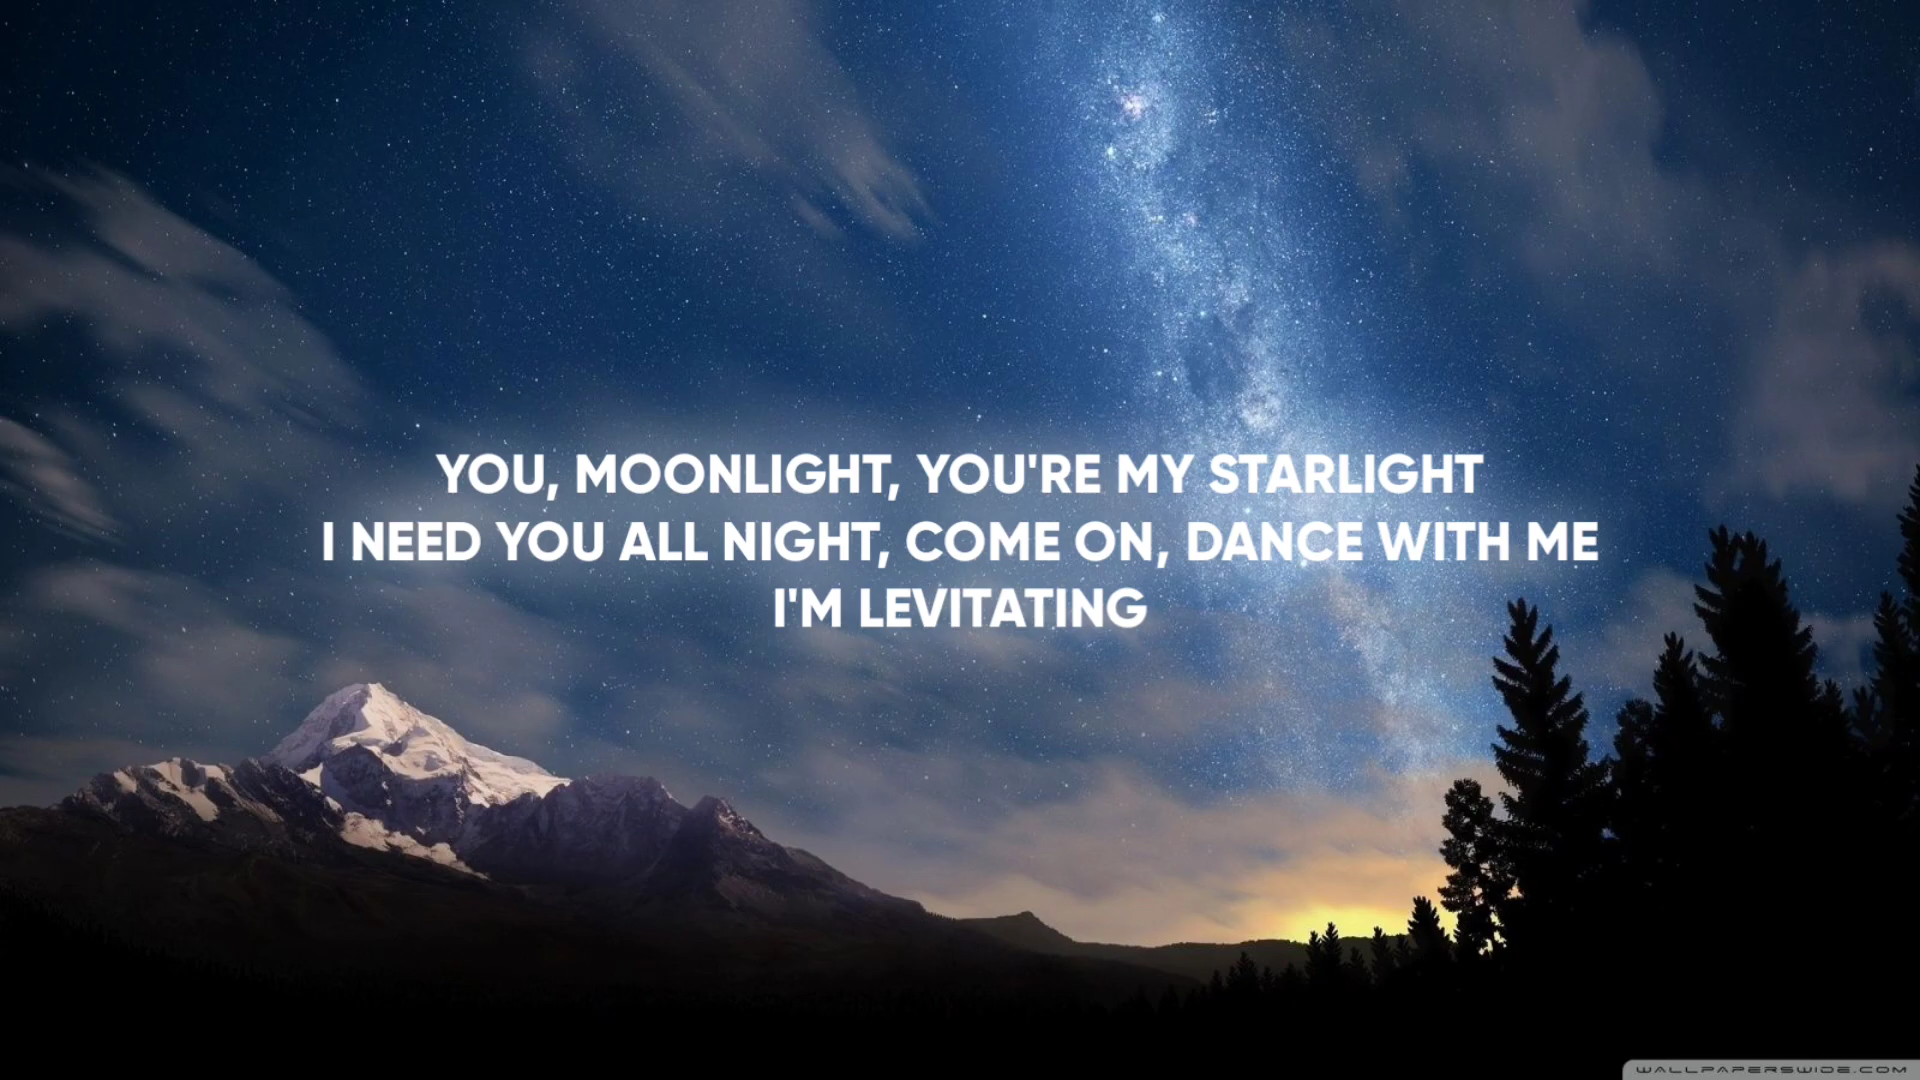 YOU, MOONLIGHT, YOU'RE MY STARLIGHT
I NEED YOU ALL NIGHT, COME ON, DANCE WITH ME
I'M LEVITATING
WALLPAPERSWIDE.COM